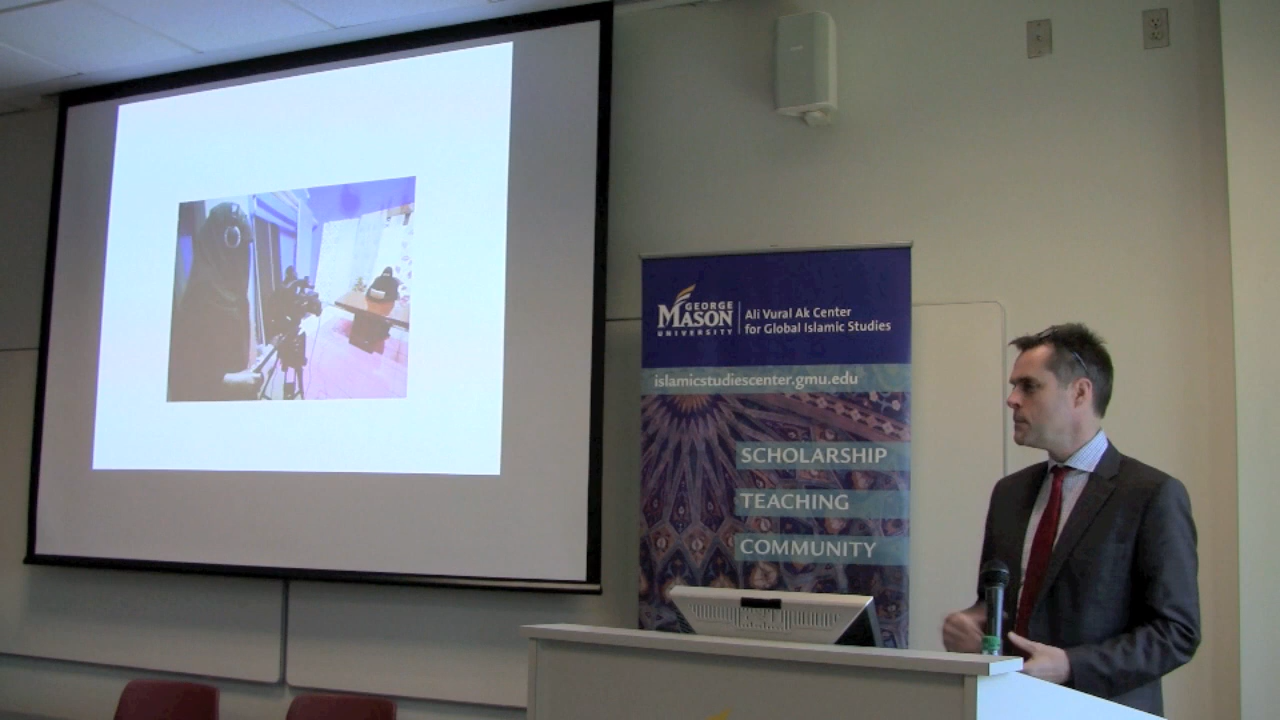 GEORGE
MASON
UNIVERSITY
Ali Vural Ak Center
for Global Islamic Studies
islamicstudiescenter.gmu.edu
SCHOLARSHIP
TEACHING
COMMUNITY